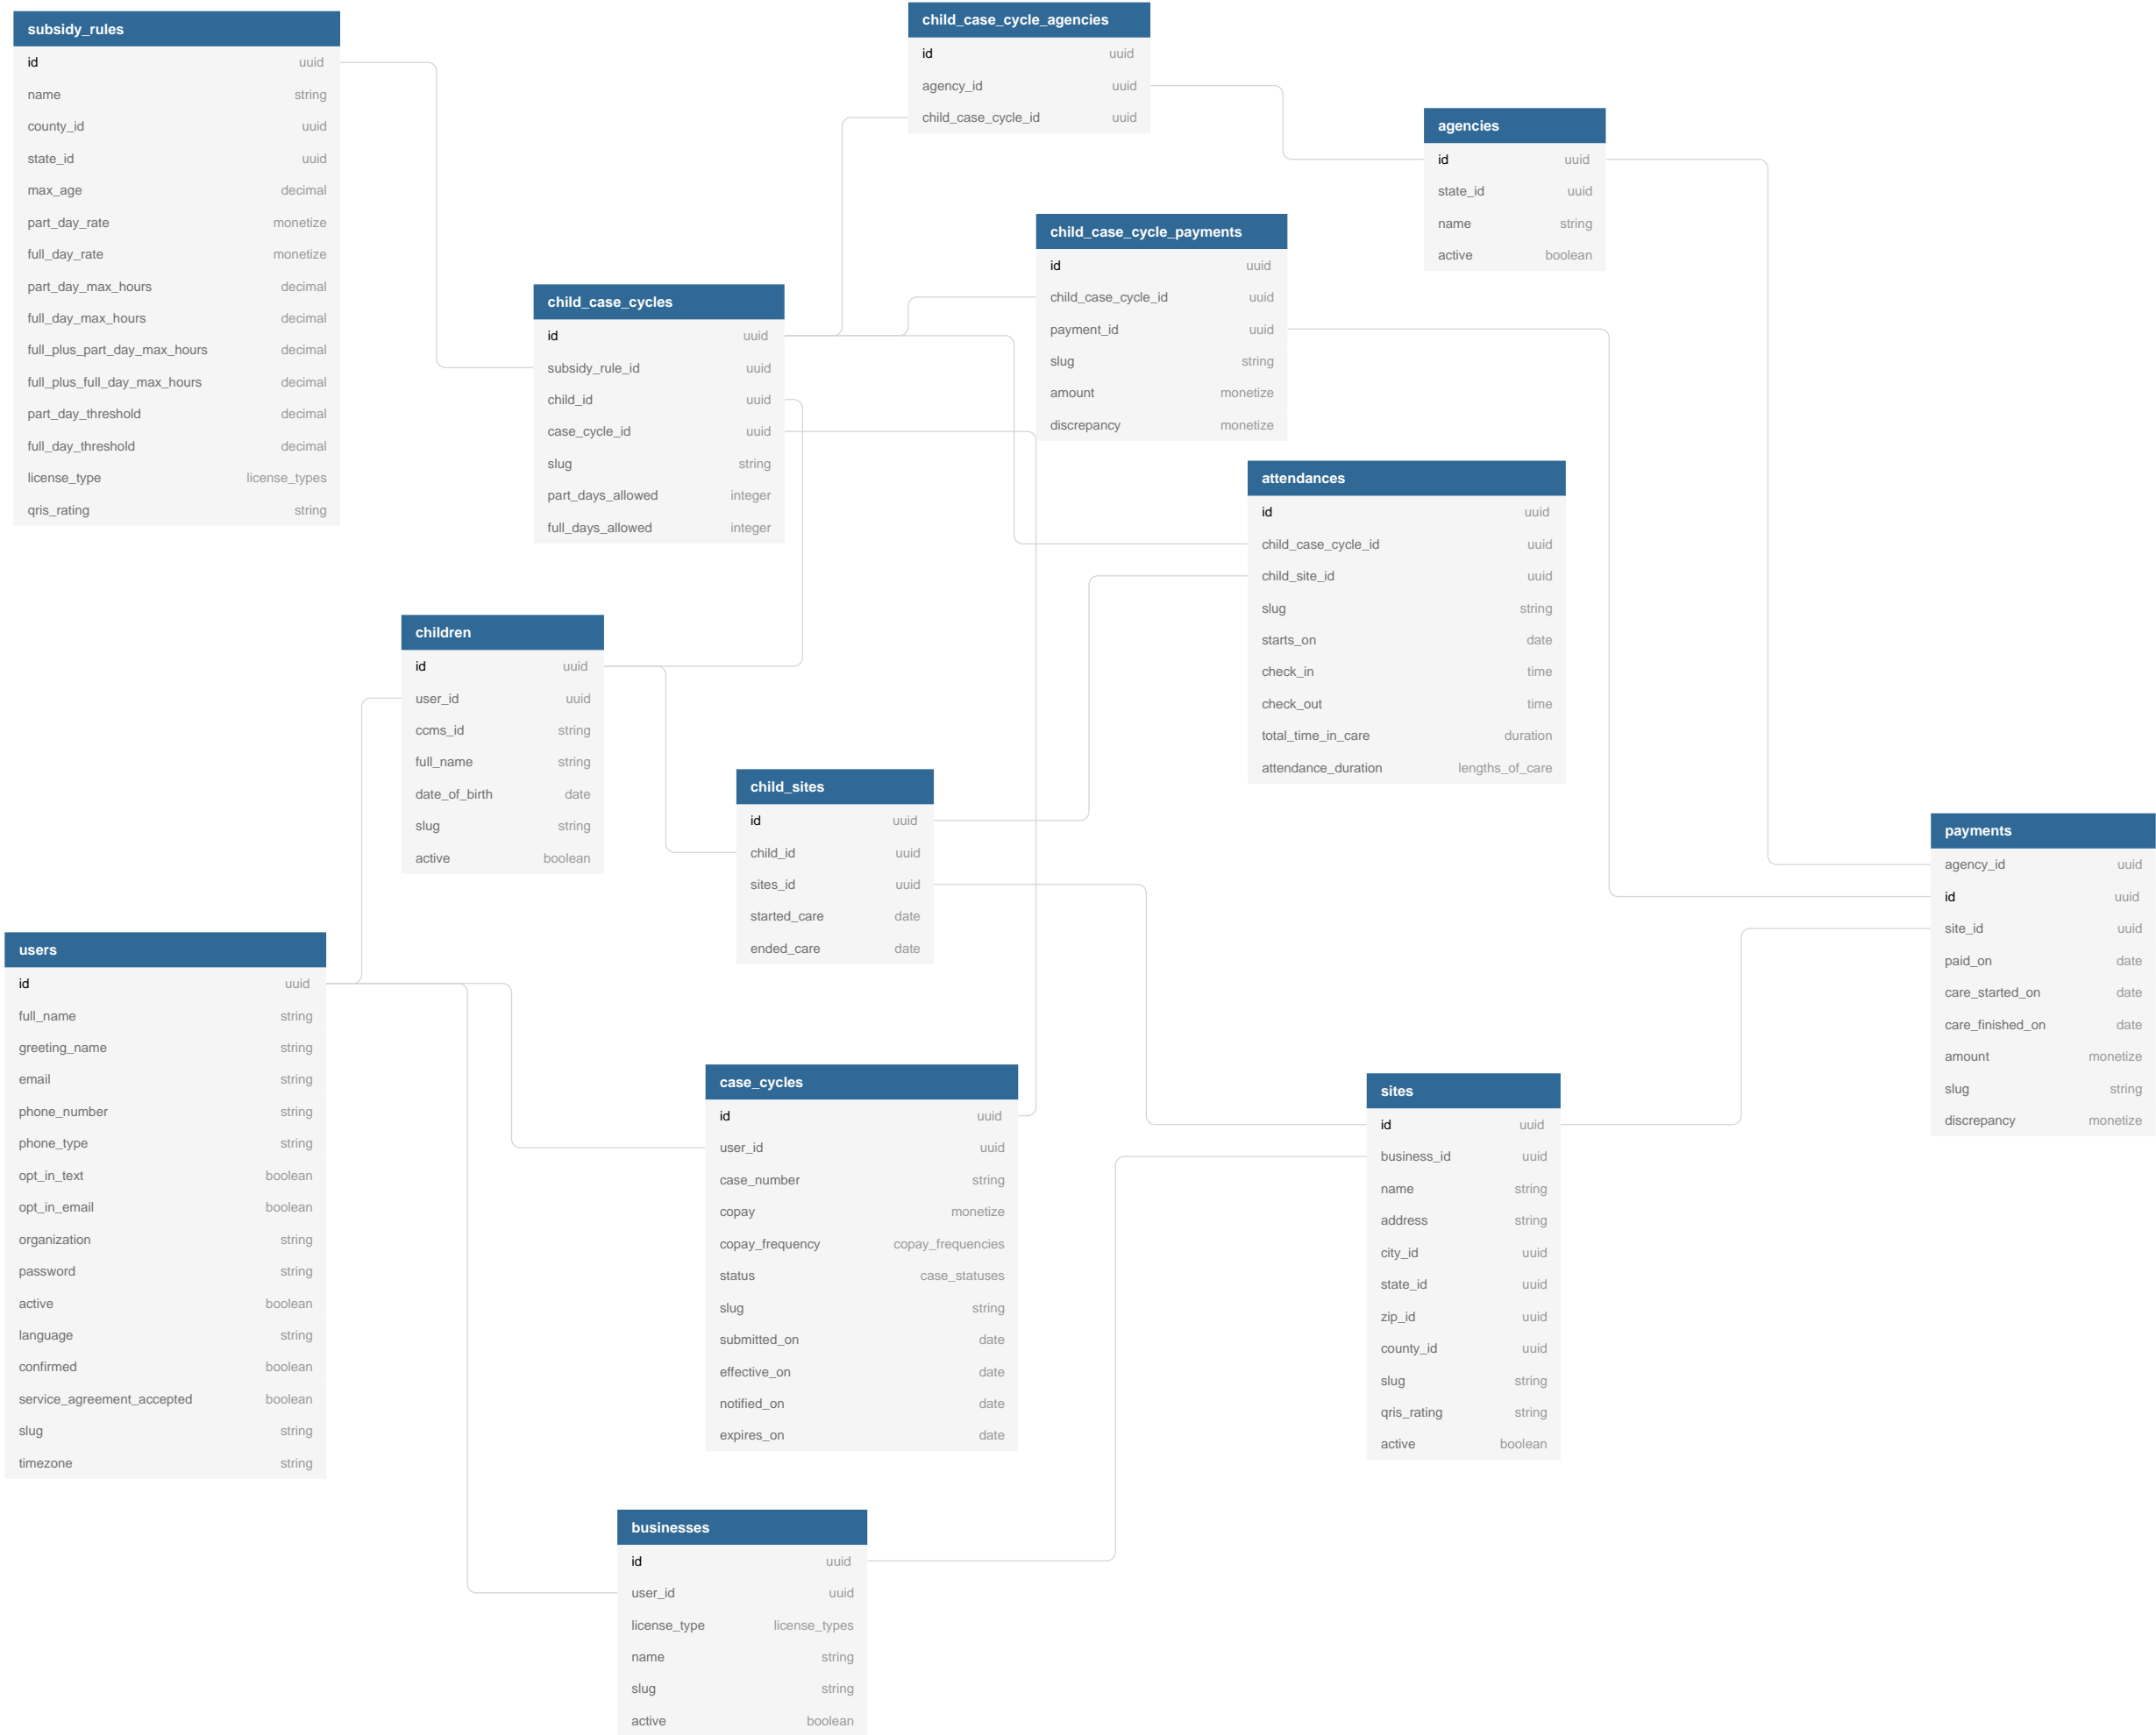 subsidy_rules
id uuid
name string
county_id uuid
state_id uuid
max_age decimal
part_day_rate monetize
full_day_rate monetize
part_day_max_hours decimal
full_day_max_hours decimal
full_plus_part_day_max_hours decimal
full_plus_full_day_max_hours decimal
part_day_threshold decimal
full_day_threshold decimal
license_type license_types
qris_rating string
child_case_cycle_agencies
id uuid
agency_id uuid
child_case_cycle_id uuid
agencies
id uuid
state_id uuid
name string
active boolean
child_case_cycle_payments
id uuid
child_case_cycle_id uuid
payment_id uuid
slug string
amount monetize
discrepancy monetize
child_case_cycles
id uuid
subsidy_rule_id uuid
child_id uuid
case_cycle_id uuid
slug string
part_days_allowed integer
full_days_allowed integer
attendances
id uuid
child_case_cycle_id uuid
child_site_id uuid
slug string
starts_on date
check_in time
check_out time
total_time_in_care duration
attendance_duration lengths_of_care
children
id uuid
user_id uuid
ccms_id string
full_name string
date_of_birth date
slug string
active boolean
child_sites
id uuid
child_id uuid
sites_id uuid
started_care date
ended_care date
payments
agency_id uuid
id uuid
site_id uuid
paid_on date
care_started_on date
care_finished_on date
amount monetize
slug string
discrepancy monetize
users
id uuid
full_name string
greeting_name string
email string
phone_number string
phone_type string
opt_in_text boolean
opt_in_email boolean
organization string
password string
active boolean
language string
confirmed boolean
service_agreement_accepted boolean
slug string
timezone string
case_cycles
id uuid
user_id uuid
case_number string
copay monetize
copay_frequency copay_frequencies
status case_statuses
slug string
submitted_on date
effective_on date
notified_on date
expires_on date
sites
id uuid
business_id uuid
name string
address string
city_id uuid
state_id uuid
zip_id uuid
county_id uuid
slug string
qris_rating string
active boolean
businesses
id uuid
user_id uuid
license_type license_types
name string
slug string
active boolean